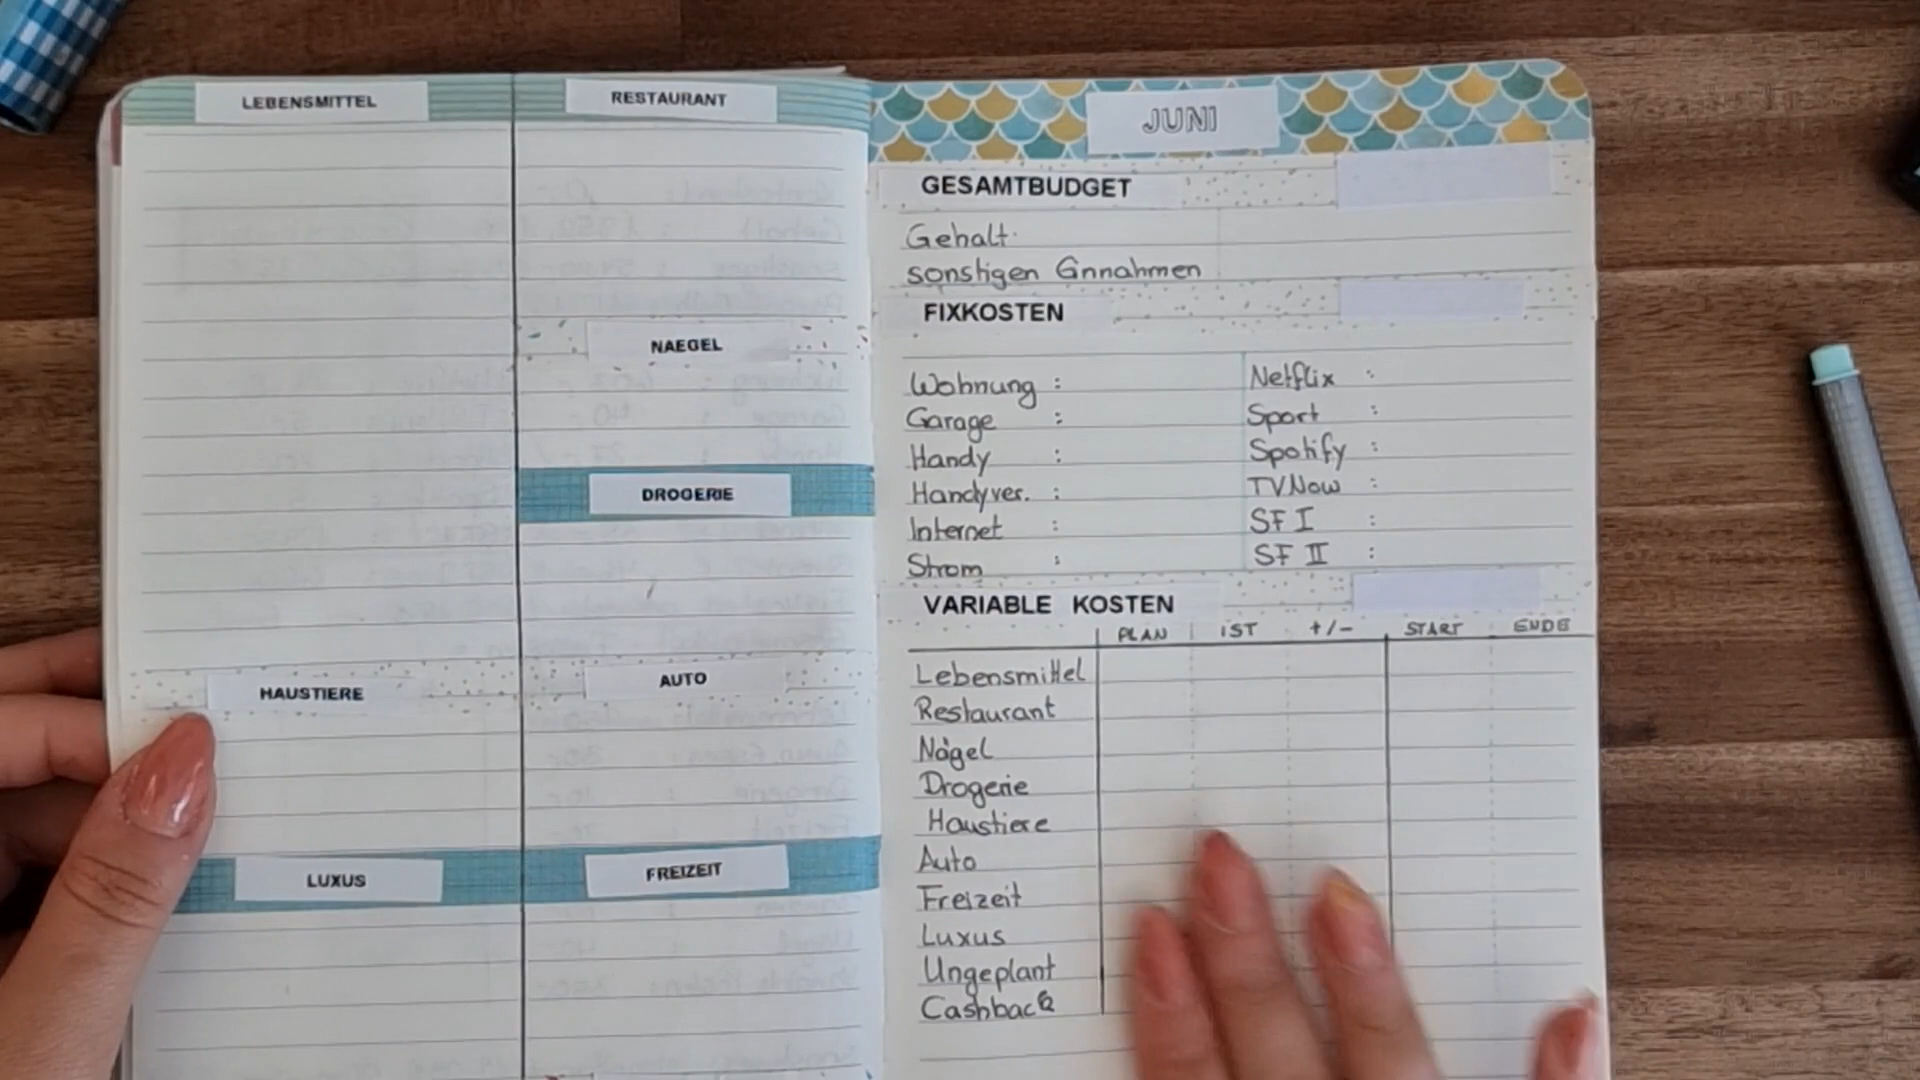 LEBENSMITTEL
RESTAURANT
NAEGEL
DROGERIE
HAUSTIERE
AUTO
LUXUS
FREIZEIT
JUNI
GESAMTBUDGET
Gehalt
sonstigen Einnahmen
FIXKOSTEN
Wohnung : Netflix :
Garage : Sport :
Handy : Spotify :
Handyver. : TVNow :
Internet : SF I :
Strom : SF II :
VARIABLE KOSTEN
PLAN IST +/- START ENDE
Lebensmittel
Restaurant
Nägel
Drogerie
Haustiere
Auto
Freizeit
Luxus
Ungeplant
Cashback